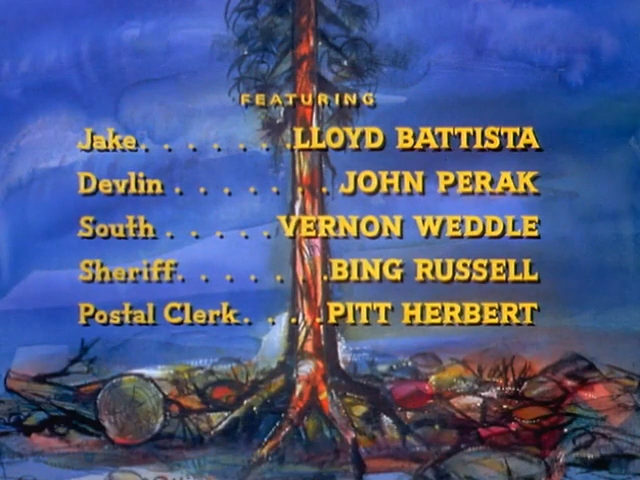 FEATURING
Jake. . . . . . . .LLOYD BATTISTA
Devlin . . . . . . . .JOHN PERAK
South . . . . .VERNON WEDDLE
Sheriff. . . . . . .BING RUSSELL
Postal Clerk. . . . .PITT HERBERT